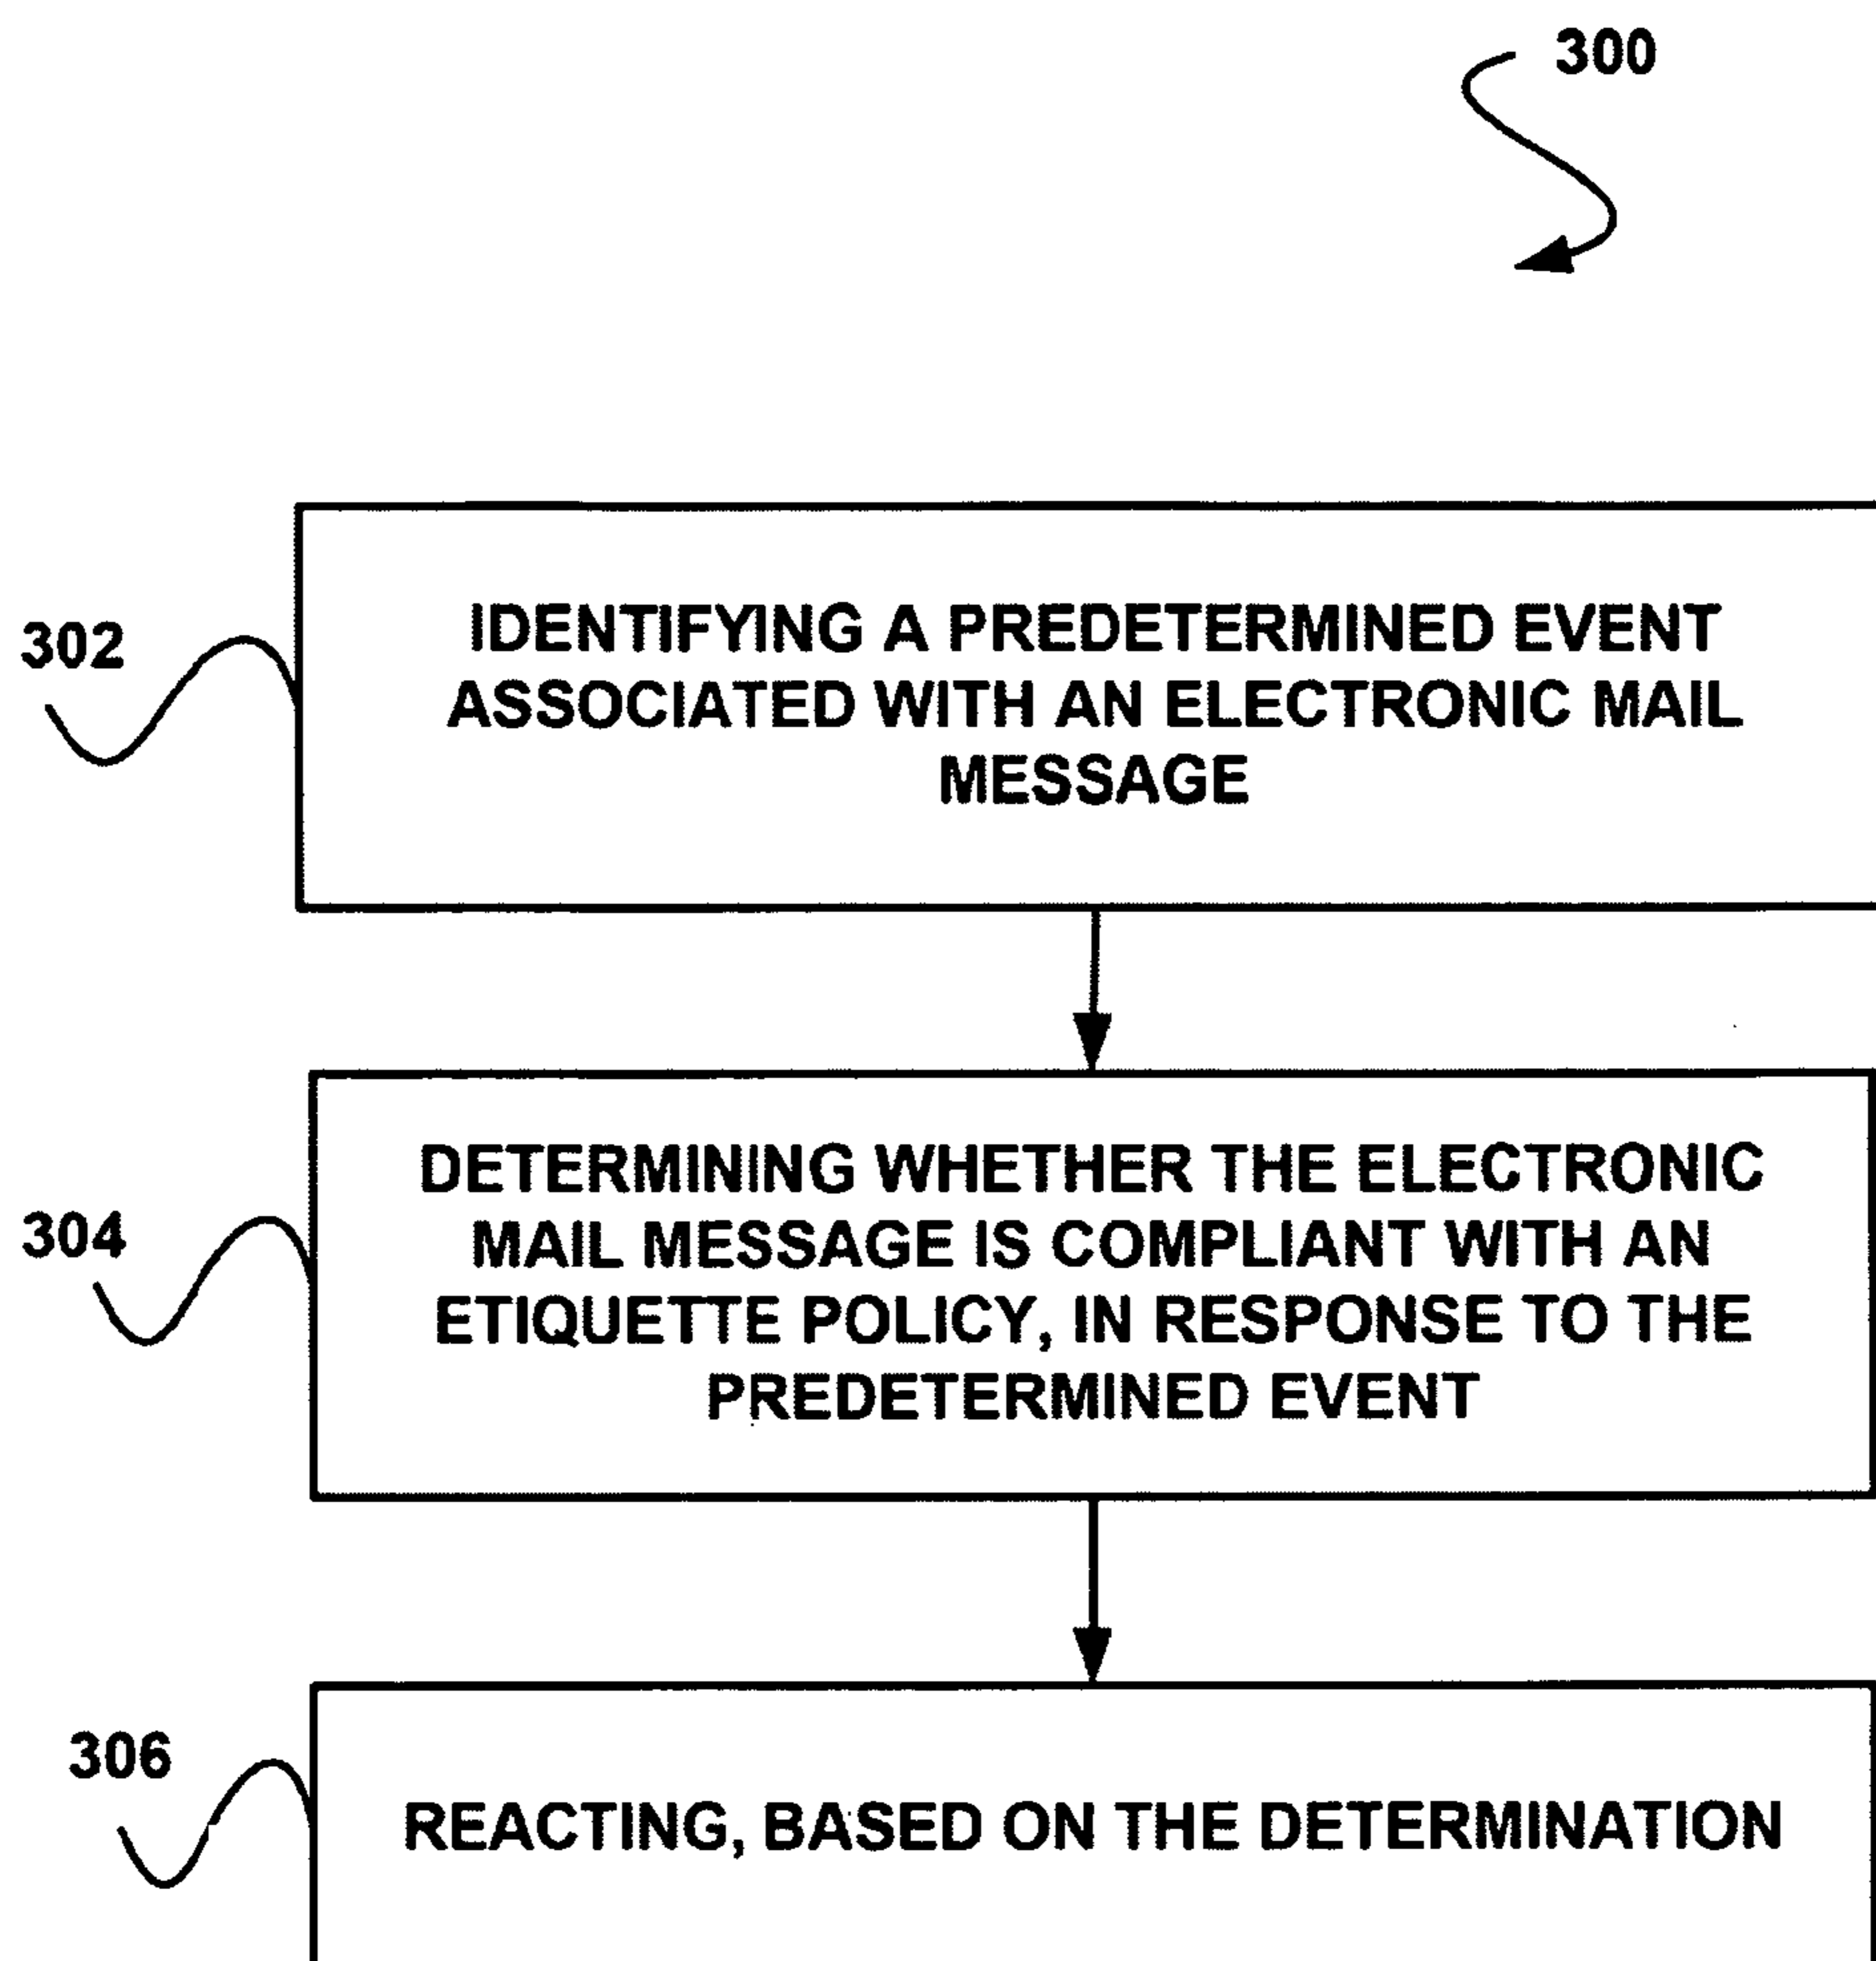 300
302
IDENTIFYING A PREDETERMINED EVENT
ASSOCIATED WITH AN ELECTRONIC MAIL
MESSAGE
304
DETERMINING WHETHER THE ELECTRONIC
MAIL MESSAGE IS COMPLIANT WITH AN
ETIQUETTE POLICY, IN RESPONSE TO THE
PREDETERMINED EVENT
306
REACTING, BASED ON THE DETERMINATION